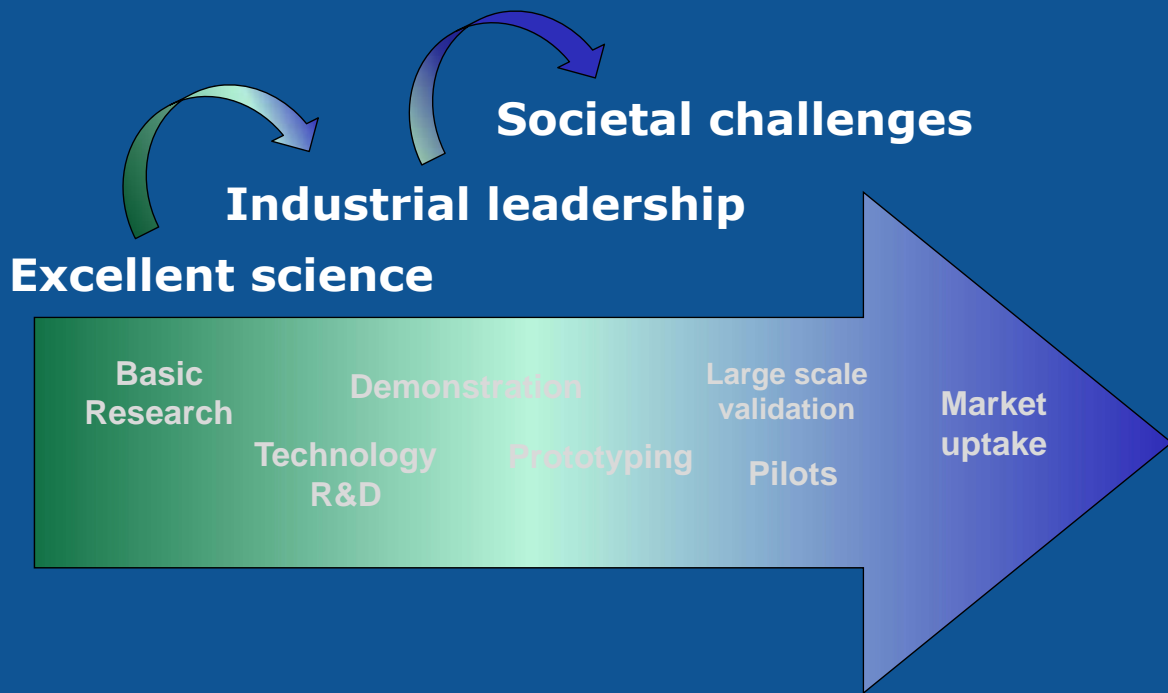 Societal challenges
Industrial leadership
Excellent science
Basic
Research
Demonstration
Large scale
validation
Market
uptake
Technology
R&D
Prototyping
Pilots